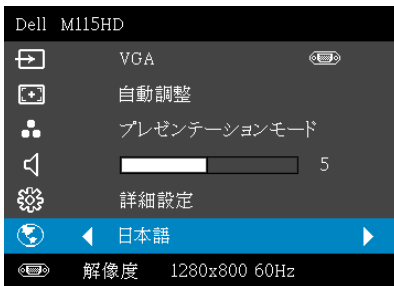 Dell M115HD
VGA
自動調整
プレゼンテーションモード
5
詳細設定
日本語
解像度 1280x800 60Hz